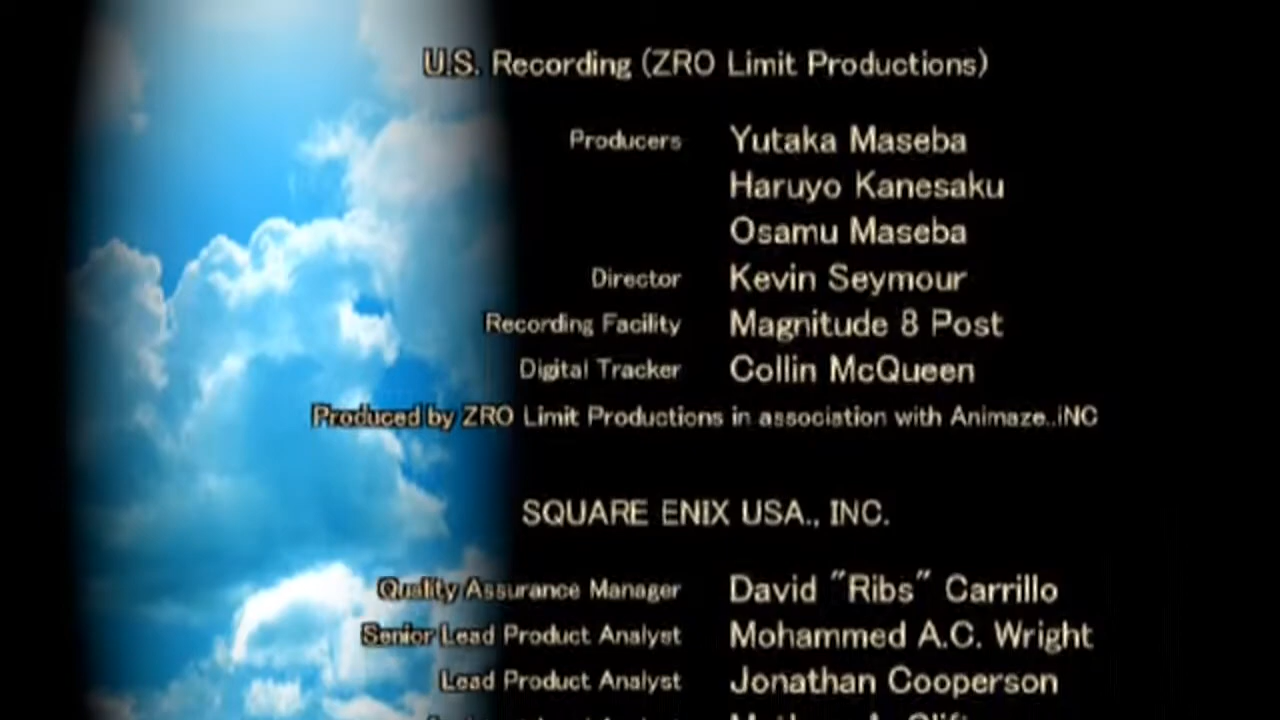 U.S. Recording (ZRO Limit Productions)
Producers Yutaka Maseba
Haruyo Kanesaku
Osamu Maseba
Director Kevin Seymour
Recording Facility Magnitude 8 Post
Digital Tracker Collin McQueen
Produced by ZRO Limit Productions in association with Animaze..iNC
SQUARE ENIX USA., INC.
Quality Assurance Manager David "Ribs" Carrillo
Senior Lead Product Analyst Mohammed A.C. Wright
Lead Product Analyst Jonathan Cooperson